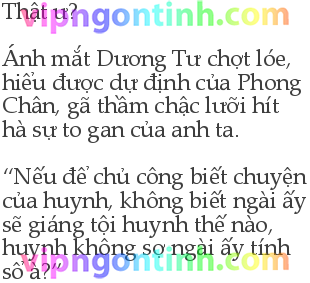 vipngontinh.com
Thật ư?
Ánh mắt Dương Tư chợt lóe,
hiểu được dự định của Phong
Chân, gã thầm chậc lưỡi hít
hà sự to gan của anh ta.
“Nếu để chủ công biết chuyện
của huynh, không biết ngài ấy
sẽ giáng tội huynh thế nào,
huynh không sợ ngài ấy tính
sổ à?”
vipngontinh.com